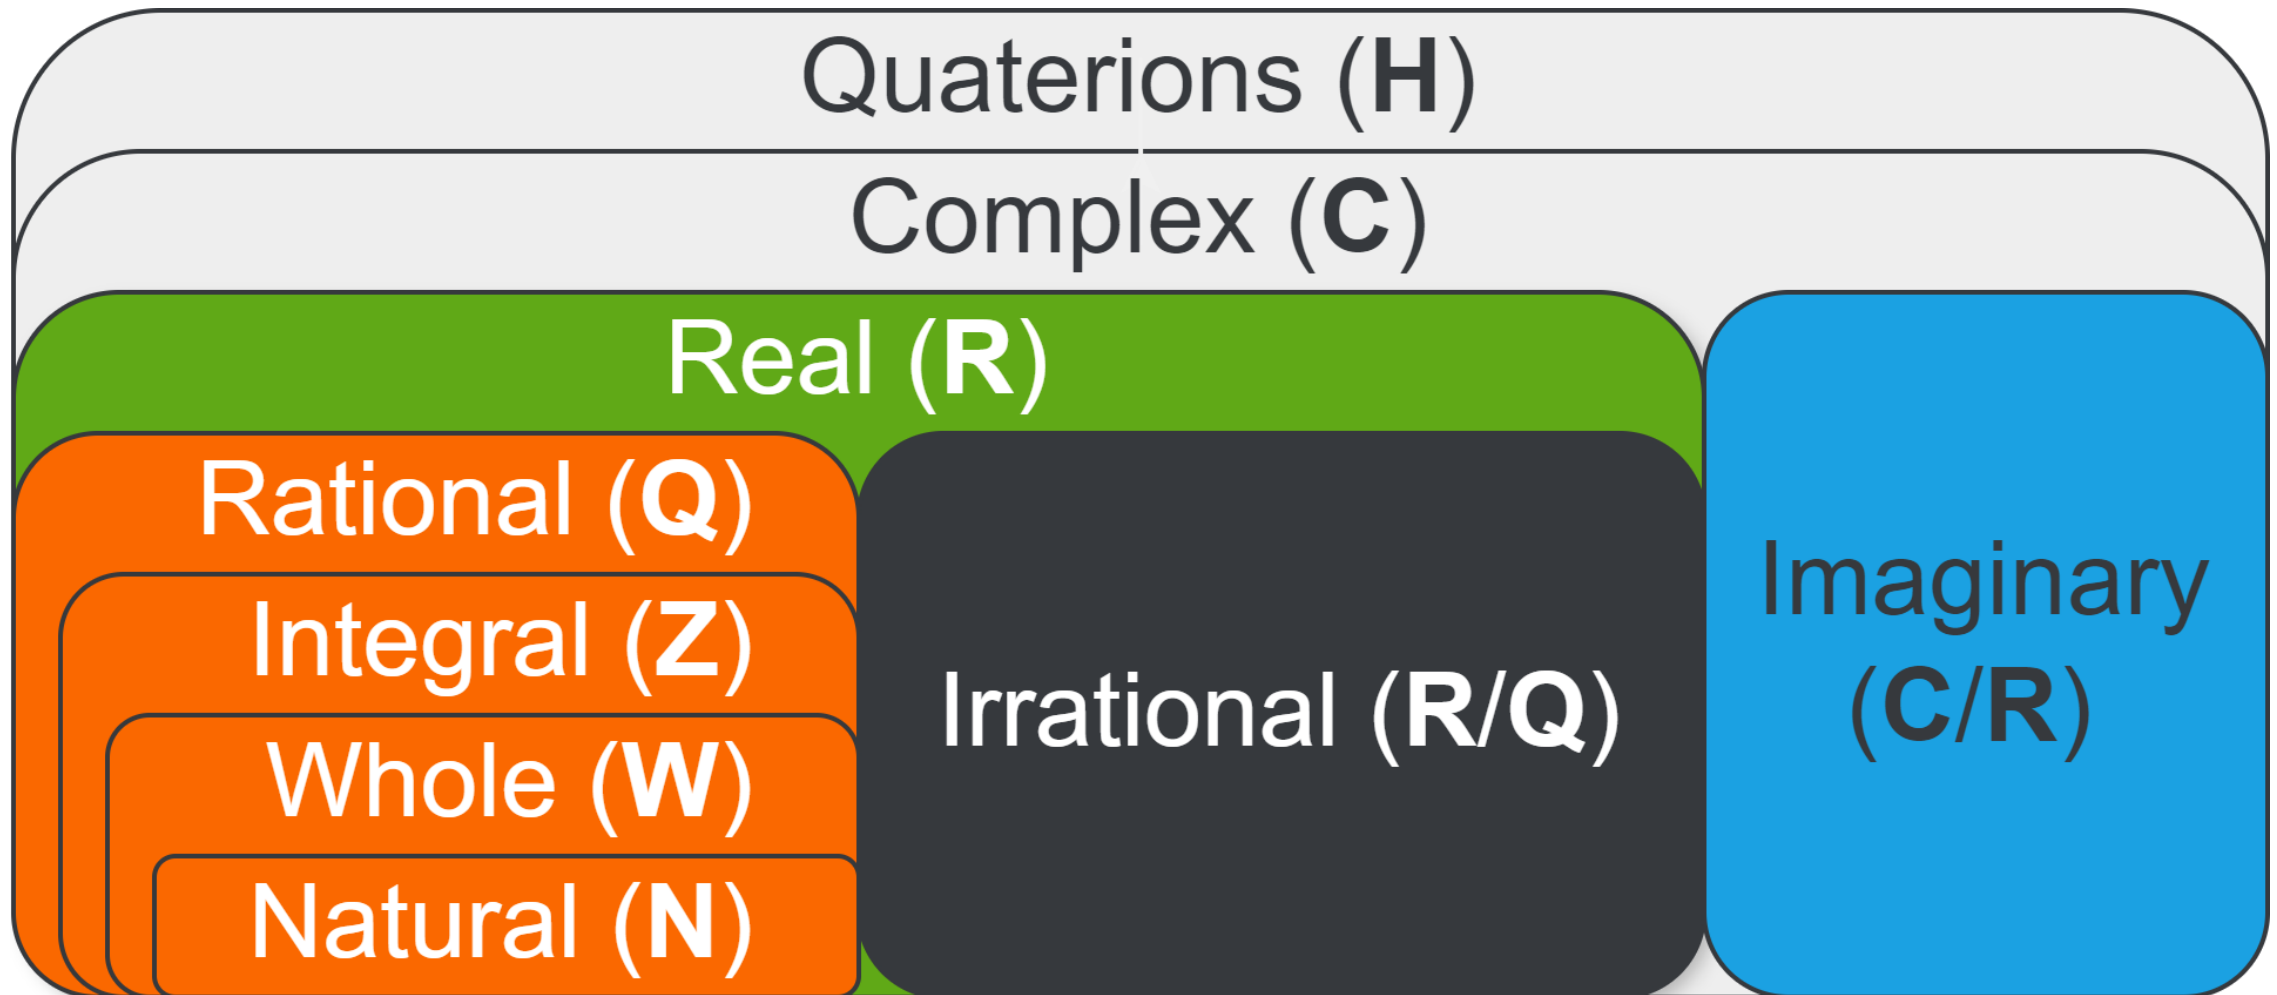 Quaterions (H)
Complex (C)
Real (R)
Rational (Q)
Integral (Z)
Whole (W)
Natural (N)
Irrational (R/Q)
Imaginary
(C/R)